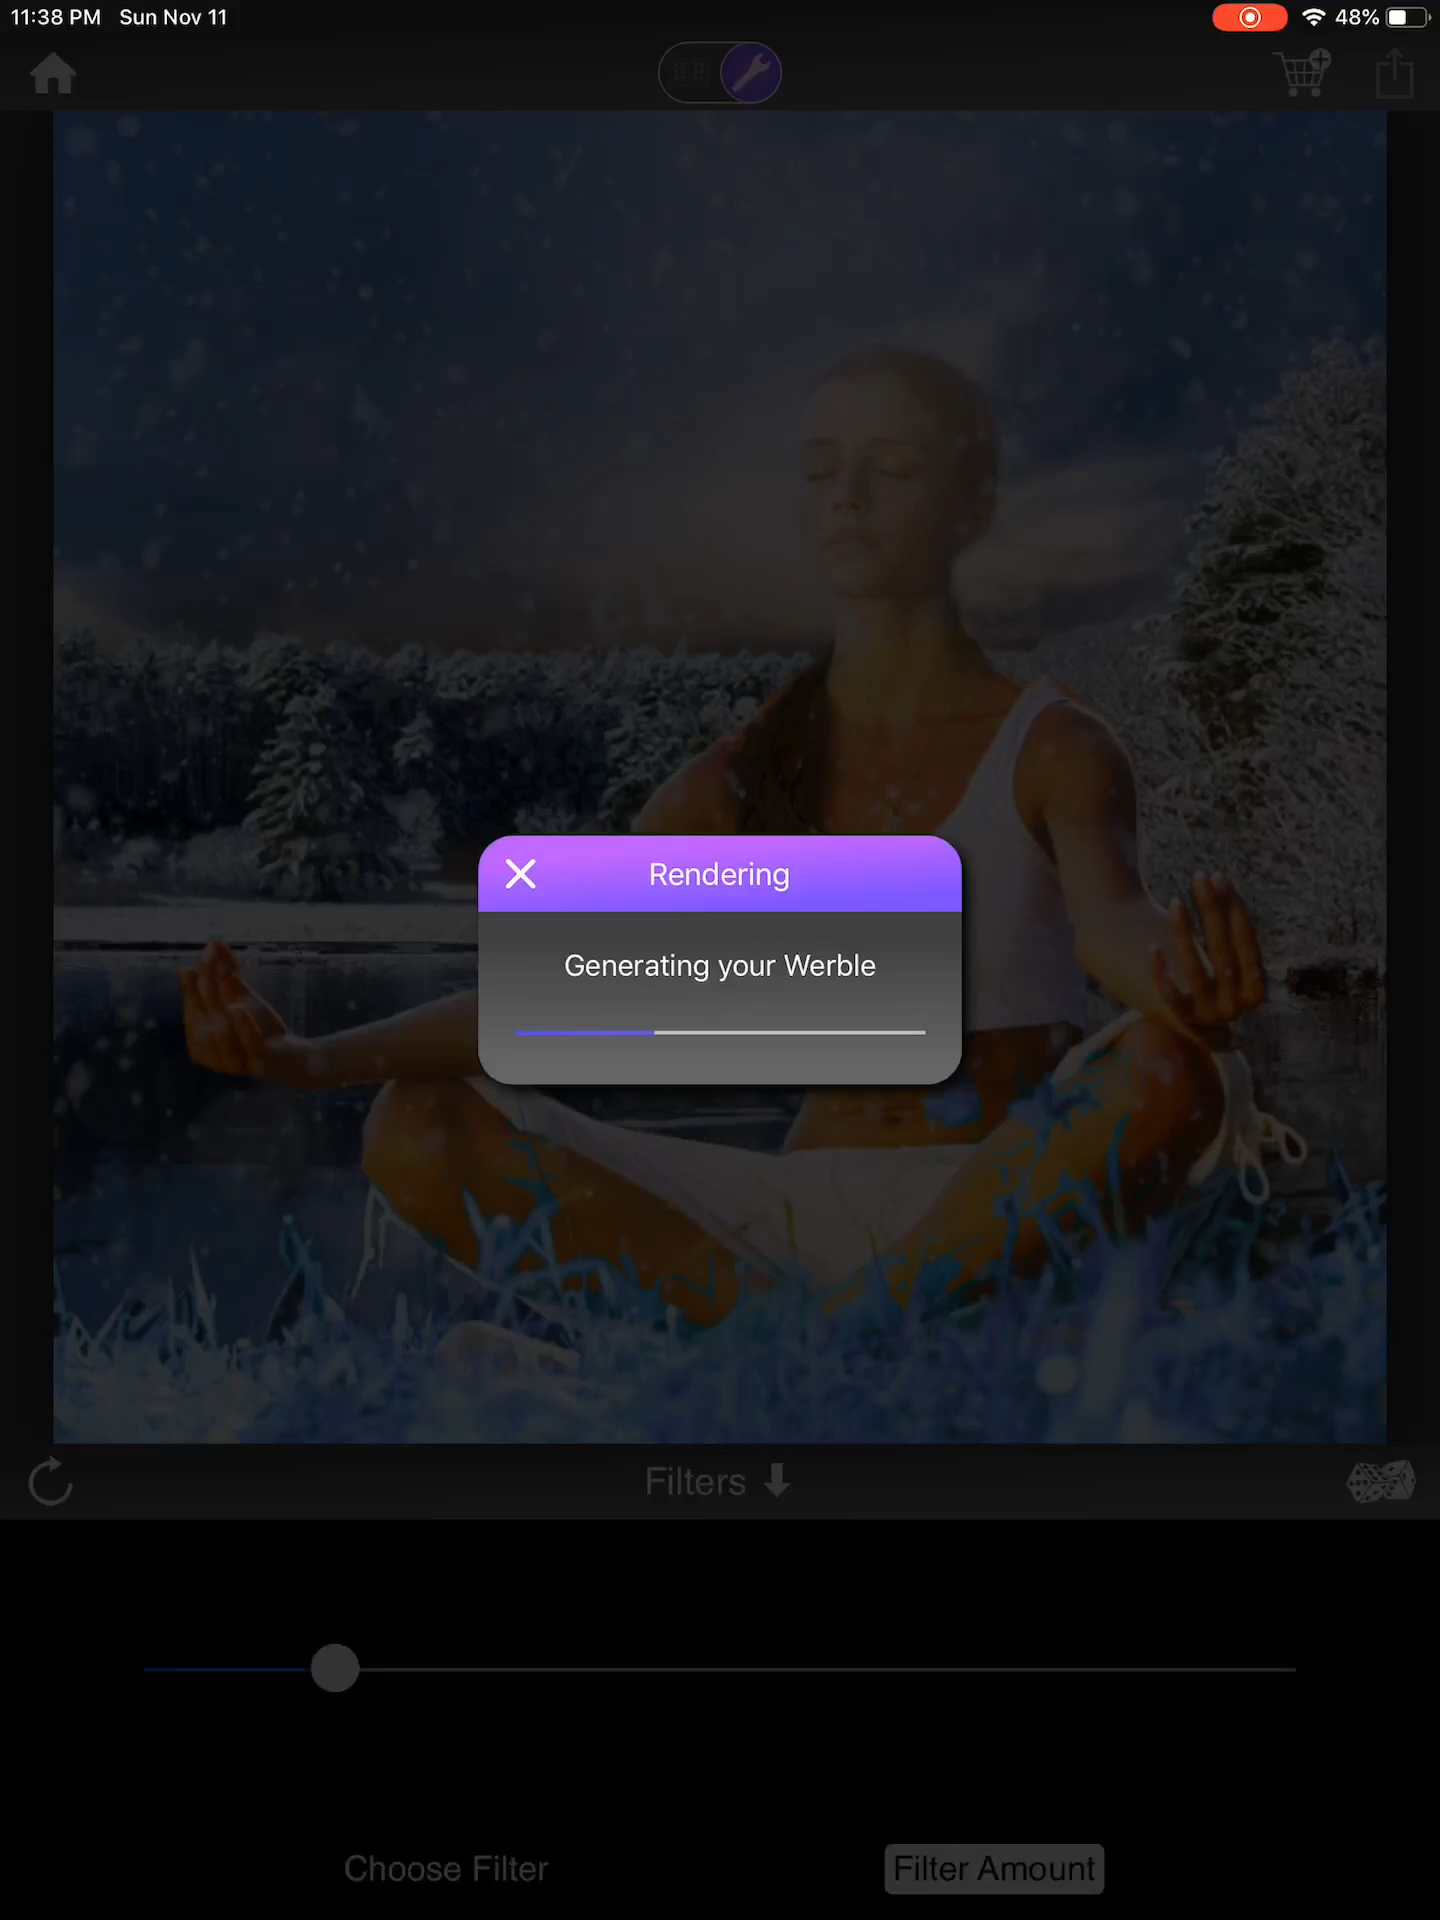 11:38 PM Sun Nov 11
48%
Rendering
Generating your Werble
Filters
Choose Filter
Filter Amount